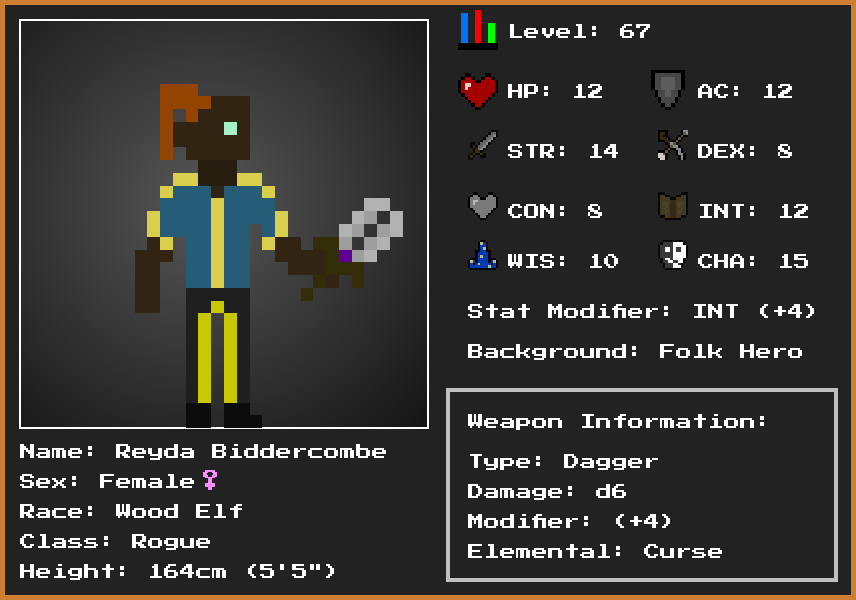 Level: 67
HP: 12 AC: 12
STR: 14 DEX: 8
CON: 8 INT: 12
WIS: 10 CHA: 15
Stat Modifier: INT (+4)
Background: Folk Hero
Weapon Information:
Type: Dagger
Damage: d6
Modifier: (+4)
Elemental: Curse
Name: Reyda Biddercombe
Sex: Female♀
Race: Wood Elf
Class: Rogue
Height: 164cm (5'5")